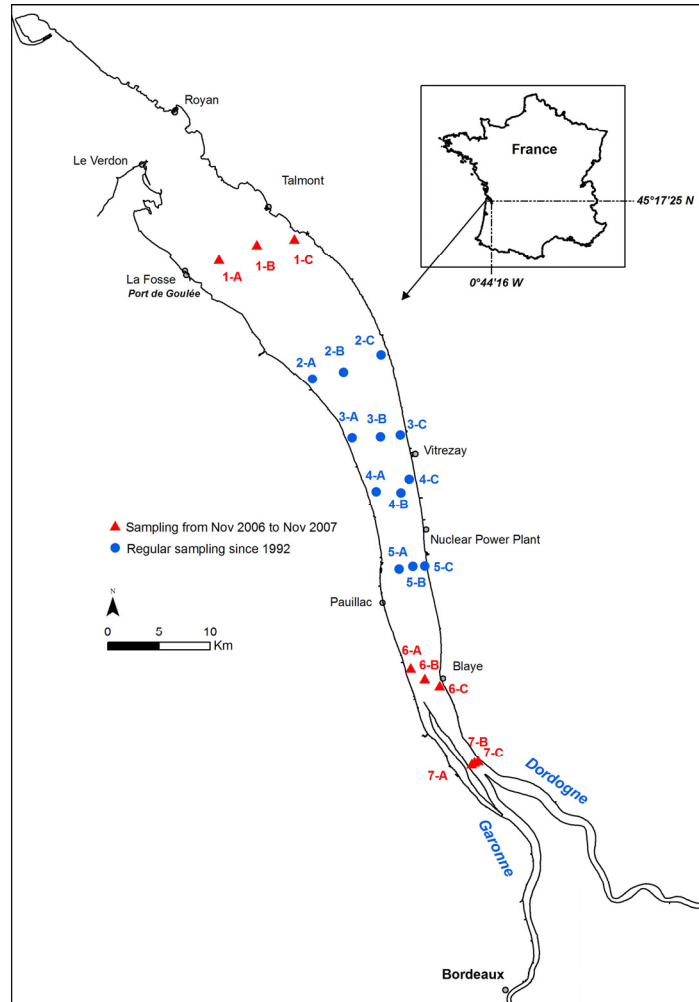 Royan
Le Verdon
Talmont
France
45°17'25 N
0°44'16 W
La Fosse
Port de Goulée
1-A
1-B
1-C
2-A
2-B
2-C
3-A
3-B
3-C
Vitrezay
4-A
4-B
4-C
Sampling from Nov 2006 to Nov 2007
Regular sampling since 1992
Nuclear Power Plant
5-A
5-B
5-C
N
Pauillac
0 5 10
Km
6-A
6-B
6-C
Blaye
7-B
7-C
7-A
Dordogne
Garonne
Bordeaux